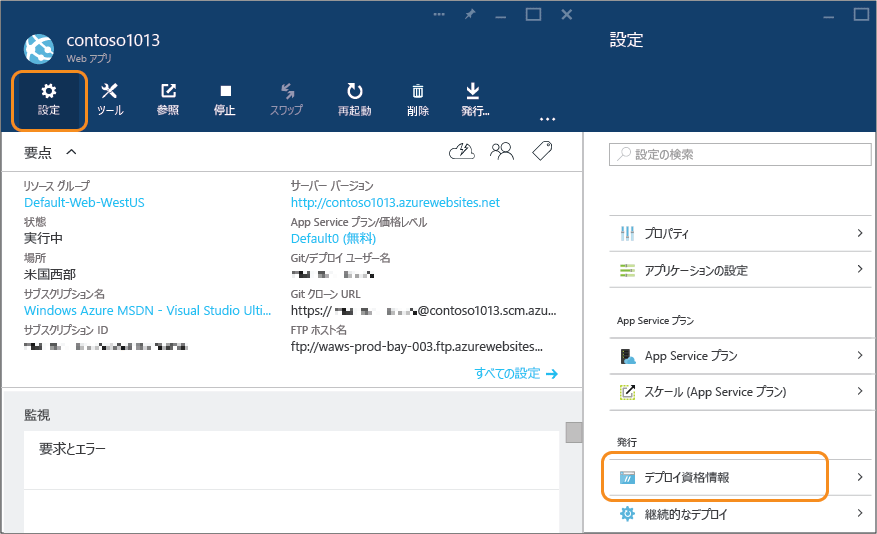 contoso1013
Web アプリ
設定
ツール
参照
停止
スワップ
再起動
削除
発行...
要点
リソース グループ
Default-Web-WestUS
状態
実行中
場所
米国西部
サブスクリプション名
Windows Azure MSDN - Visual Studio Ulti...
サブスクリプション ID
サーバー バージョン
http://contoso1013.azurewebsites.net
App Service プラン/価格レベル
Default0 (無料)
Git/デプロイ ユーザー名
Git クローン URL
https:// @contoso1013.scm.azu...
FTP ホスト名
ftp://waws-prod-bay-003.ftp.azurewebsites...
すべての設定
監視
要求とエラー
設定
設定の検索
プロパティ
アプリケーションの設定
App Service プラン
App Service プラン
スケール (App Service プラン)
発行
デプロイ資格情報
継続的なデプロイ